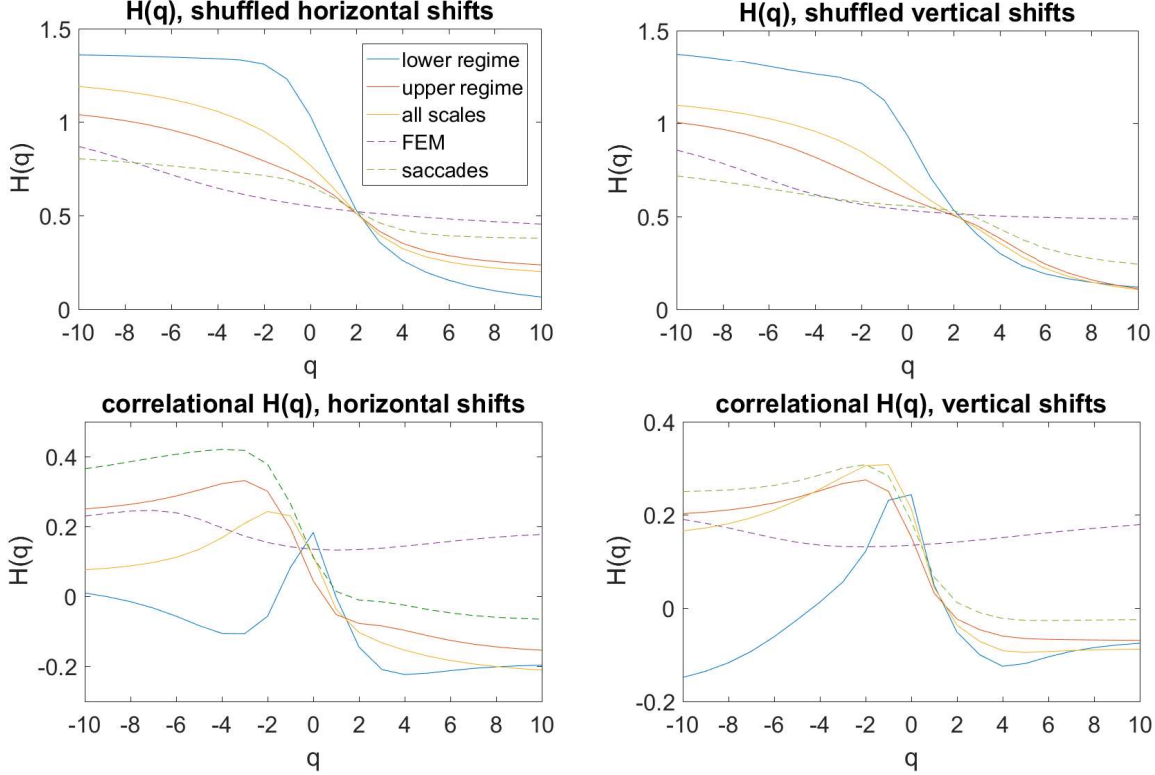 H(q), shuffled horizontal shifts
H(q)
1.5
1
0.5
0
lower regime
upper regime
all scales
FEM
saccades
-10 -8 -6 -4 -2 0 2 4 6 8 10
q
H(q), shuffled vertical shifts
H(q)
1.5
1
0.5
0
-10 -8 -6 -4 -2 0 2 4 6 8 10
q
correlational H(q), horizontal shifts
H(q)
0.4
0.2
0
-0.2
-10 -8 -6 -4 -2 0 2 4 6 8 10
q
correlational H(q), vertical shifts
H(q)
0.4
0.2
0
-0.2
-10 -8 -6 -4 -2 0 2 4 6 8 10
q